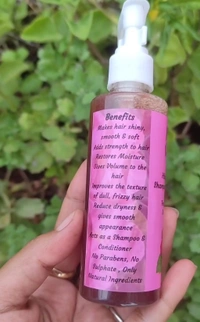 Benefits
Makes hair shiny,
smooth & soft
Adds strength to hair
Restores Moisture
Gives Volume to the
hair
Improves the texture
of dull, frizzy hair
Reduce dryness &
gives smooth
appearance
Acts as a Shampoo &
Conditioner
No Parabens, No
Sulphate , Only
Natural Ingredients